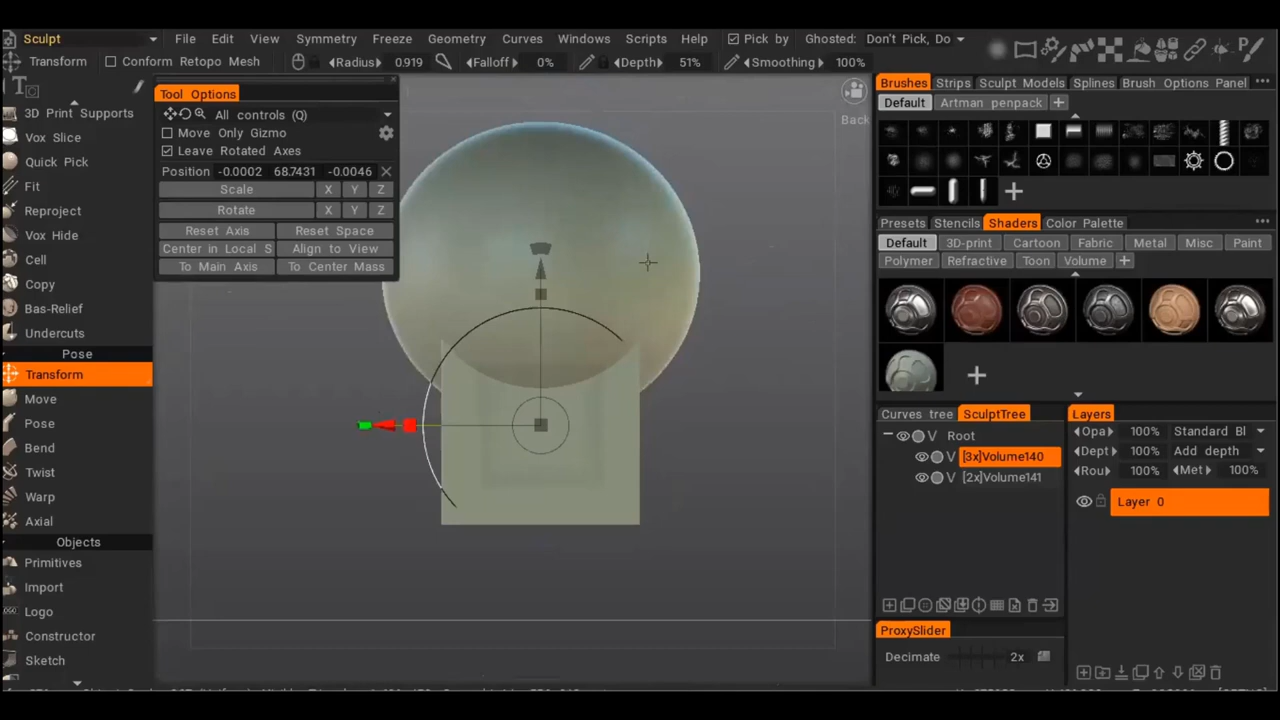 Sculpt File Edit View Symmetry Freeze Geometry Curves Windows Scripts Help Pick by Ghosted: Don't Pick, Do
Transform Conform Retopo Mesh Radius 0.919 Falloff 0% Depth 51% Smoothing 100%
3D Print Supports
Vox Slice
Quick Pick
Fit
Reproject
Vox Hide
Cell
Copy
Bas-Relief
Undercuts
Pose
Transform
Move
Pose
Bend
Twist
Warp
Axial
Objects
Primitives
Import
Logo
Constructor
Sketch
Tool Options
All controls (Q)
Move Only Gizmo
Leave Rotated Axes
Position -0.0002 68.7431 -0.0046
Scale X Y Z
Rotate X Y Z
Reset Axis Reset Space
Center in Local S Align to View
To Main Axis To Center Mass
Back
Brushes Strips Sculpt Models Splines Brush Options Panel
Default Artman penpack
Presets Stencils Shaders Color Palette
Default 3D-print Cartoon Fabric Metal Misc Paint
Polymer Refractive Toon Volume
Curves tree SculptTree
V Root
V [3x]Volume140
V [2x]Volume141
ProxySlider
Decimate 2x
Layers
Opa 100% Standard Bl
Dept 100% Add depth
Rou 100% Met 100%
Layer 0